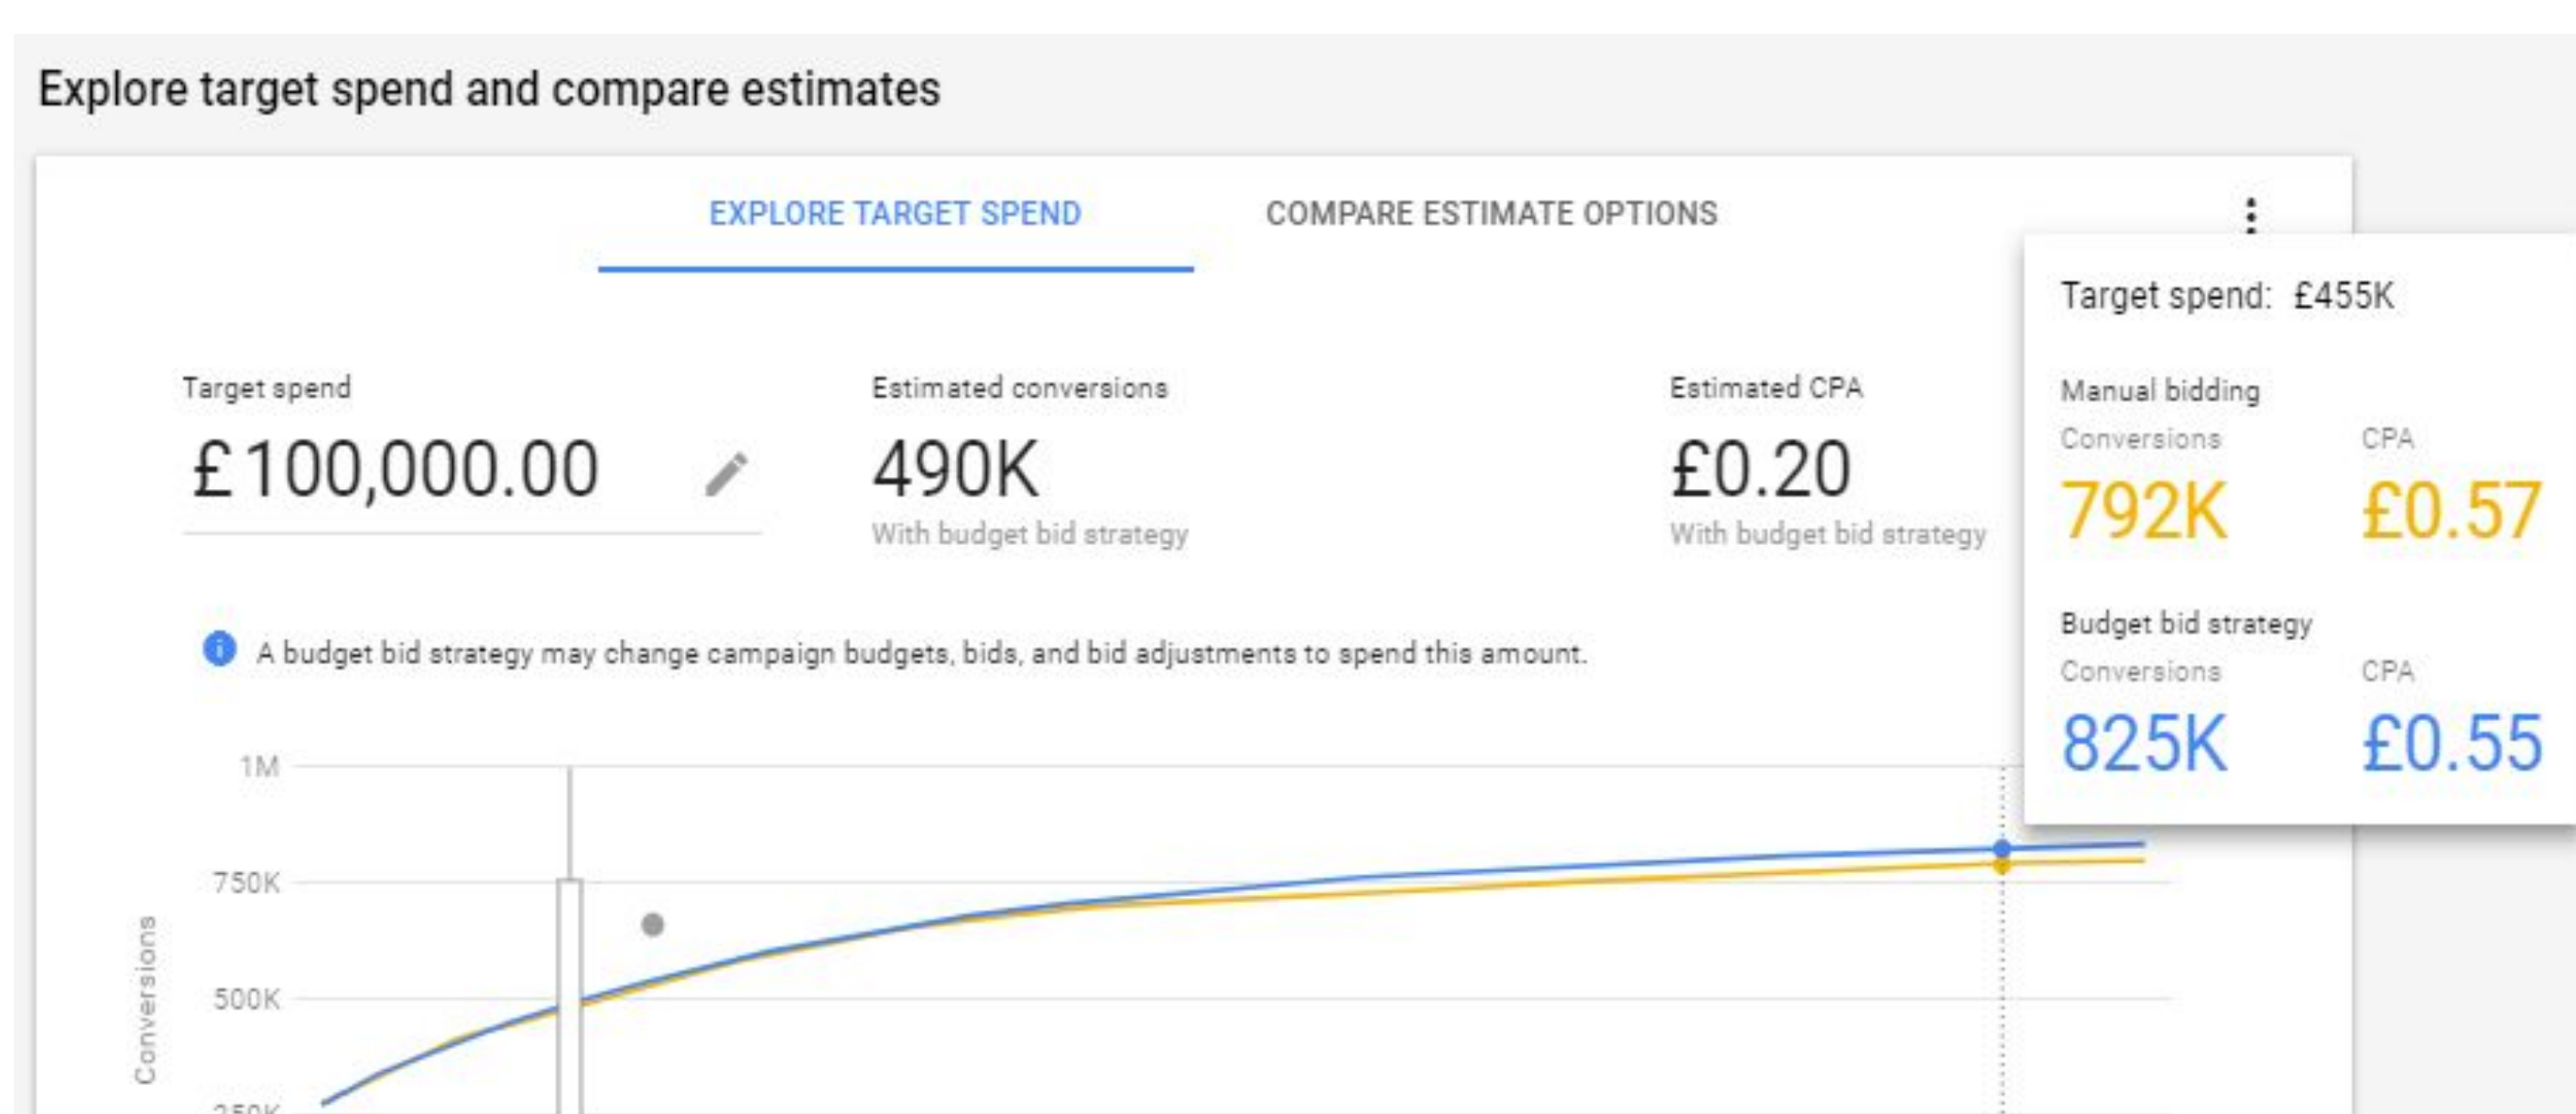 Explore target spend and compare estimates
EXPLORE TARGET SPEND
COMPARE ESTIMATE OPTIONS
Target spend
£100,000.00
Estimated conversions
490K
With budget bid strategy
Estimated CPA
£0.20
With budget bid strategy
Target spend: £455K
Manual bidding
Conversions CPA
792K £0.57
Budget bid strategy
Conversions CPA
825K £0.55
A budget bid strategy may change campaign budgets, bids, and bid adjustments to spend this amount.
1M
750K
500K
250K
Conversions